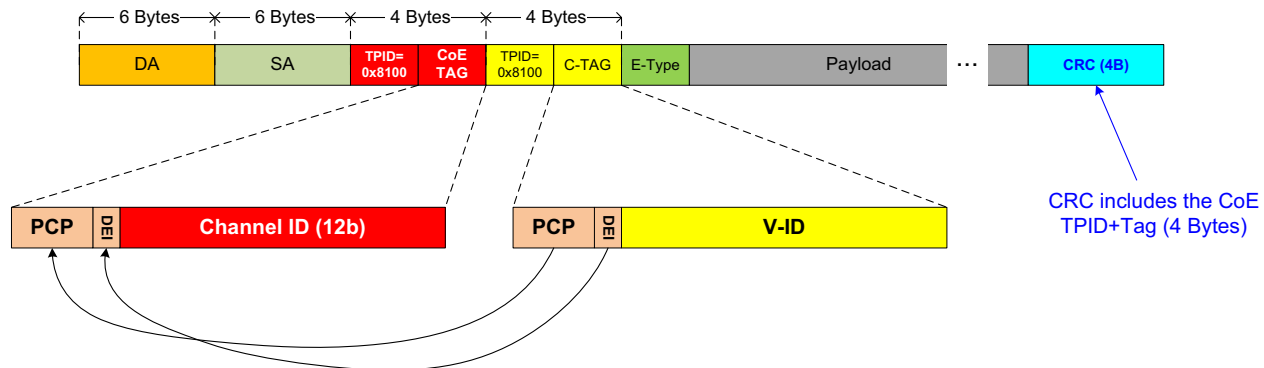 6 Bytes 6 Bytes 4 Bytes 4 Bytes
DA SA TPID= 0x8100 CoE TAG TPID= 0x8100 C-TAG E-Type Payload ... CRC (4B)
PCP DEI Channel ID (12b) PCP DEI V-ID
CRC includes the CoE
TPID+Tag (4 Bytes)